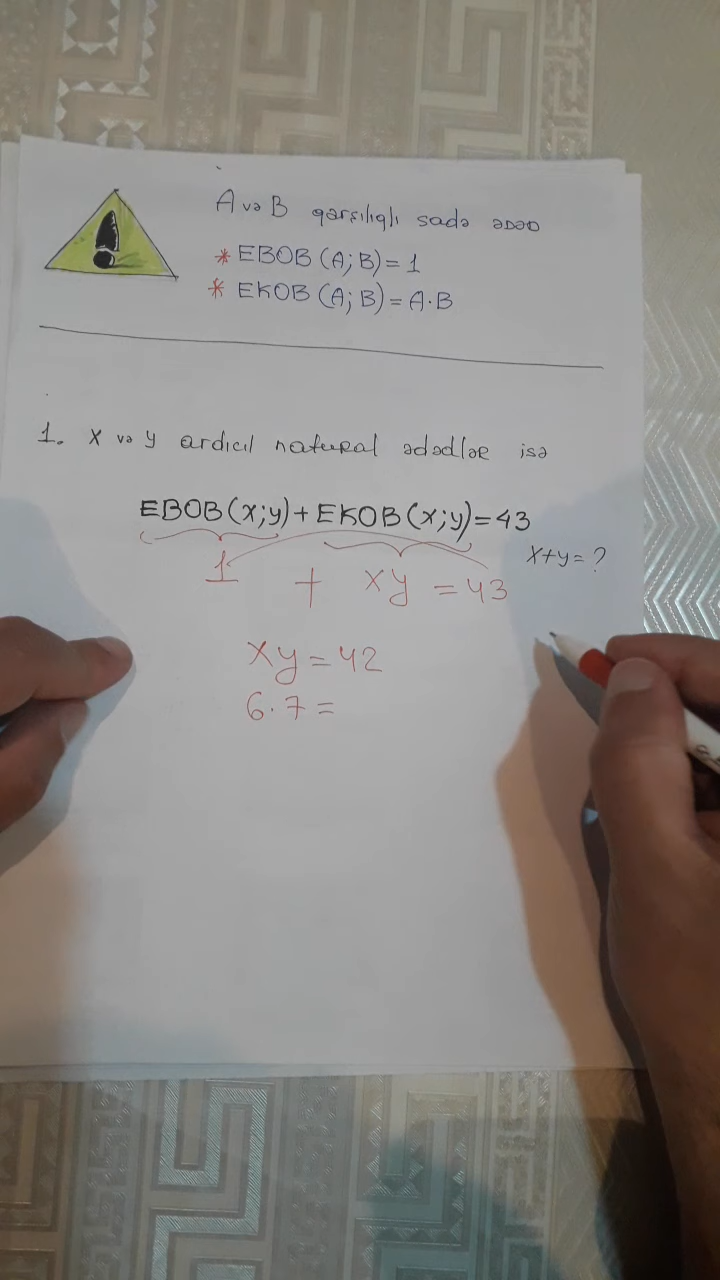 A və B qarşılıqlı sadə ədəd
* EBOB (A; B) = 1
* EKOB (A; B) = A·B
1. X və y ardıcıl natural ədədlər isə
EBOB(x;y)+EKOB(x;y)=43
x+y=?
1 + xy = 43
xy = 42
6·7 =